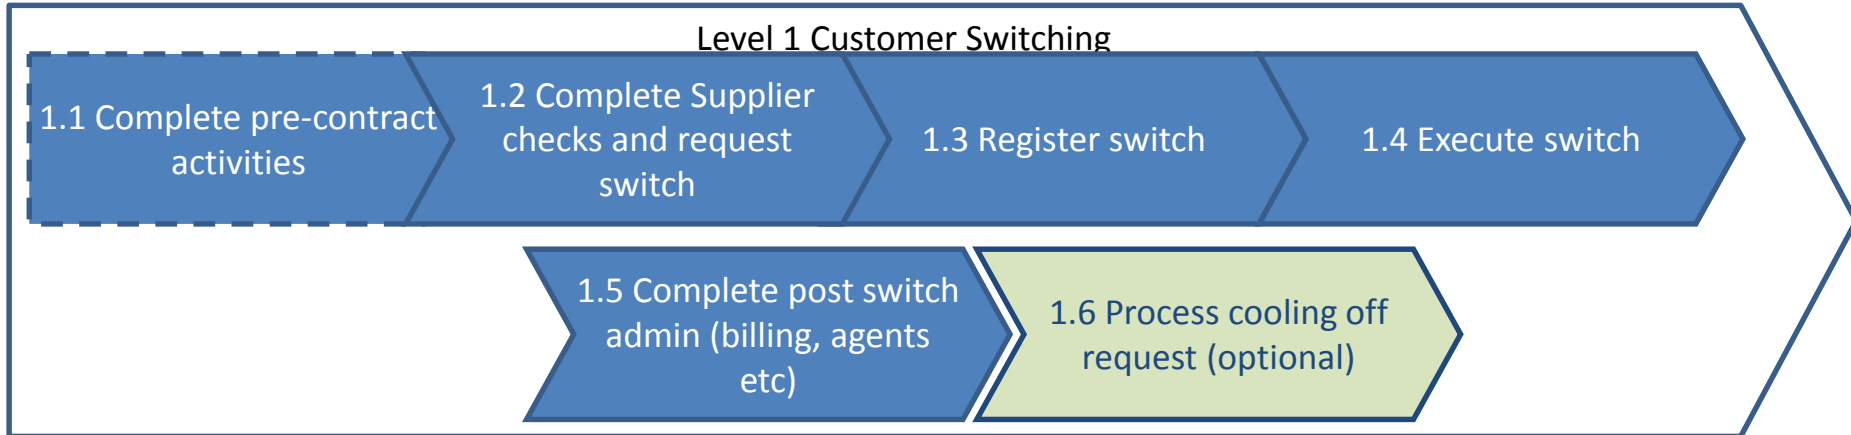 Level 1 Customer Switching
1.1 Complete pre-contract
activities
1.2 Complete Supplier
checks and request
switch
1.3 Register switch
1.4 Execute switch
1.5 Complete post switch
admin (billing, agents
etc)
1.6 Process cooling off
request (optional)